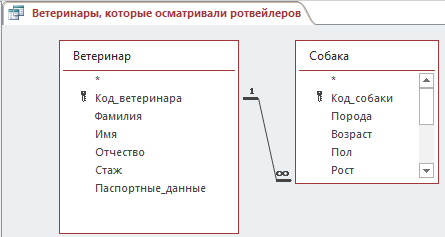 Ветеринары, которые осматривали ротвейлеров
Ветеринар
*
Код_ветеринара
Фамилия
Имя
Отчество
Стаж
Паспортные_данные
1
∞
Собака
*
Код_собаки
Порода
Возраст
Пол
Рост